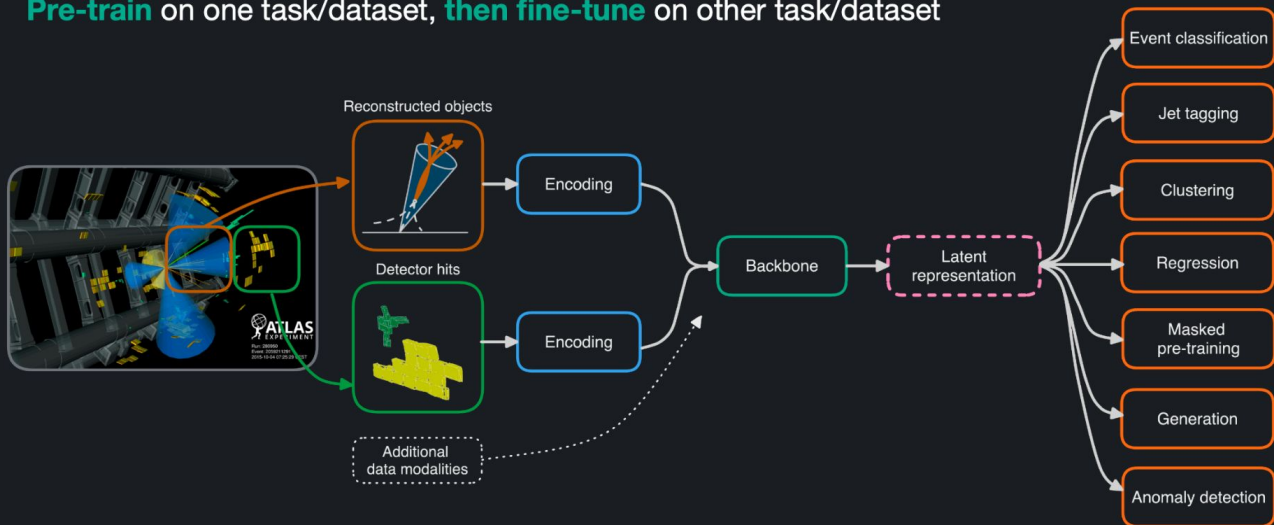 Pre-train on one task/dataset, then fine-tune on other task/dataset
Reconstructed objects
Detector hits
ATLAS
EXPERIMENT
Encoding
Encoding
Additional
data modalities
Backbone
Latent
representation
Event classification
Jet tagging
Clustering
Regression
Masked
pre-training
Generation
Anomaly detection